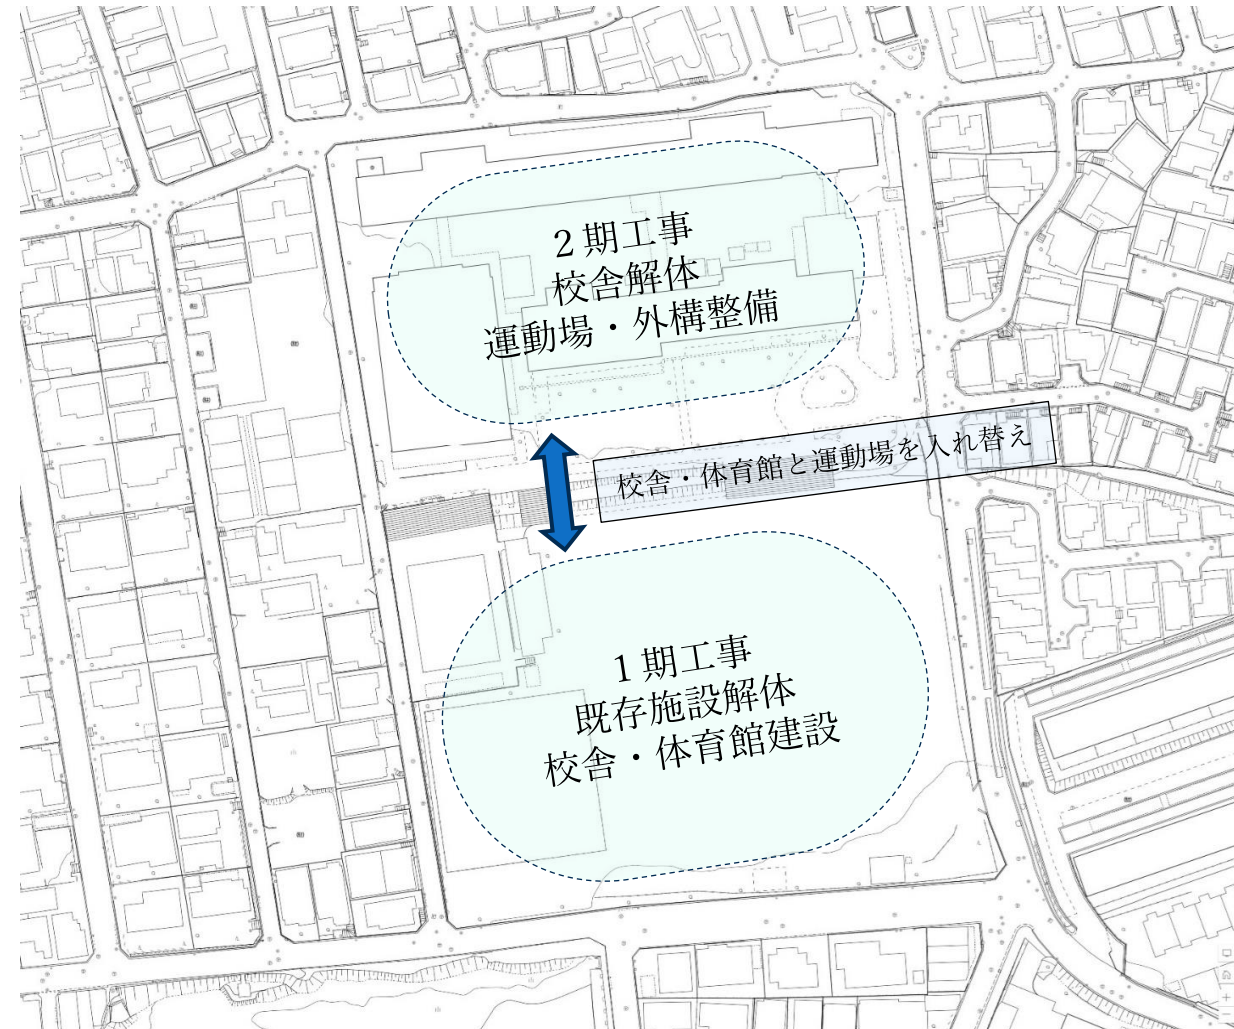 ２期工事
校舎解体
運動場・外構整備
校舎・体育館と運動場を入れ替え
１期工事
既存施設解体
校舎・体育館建設